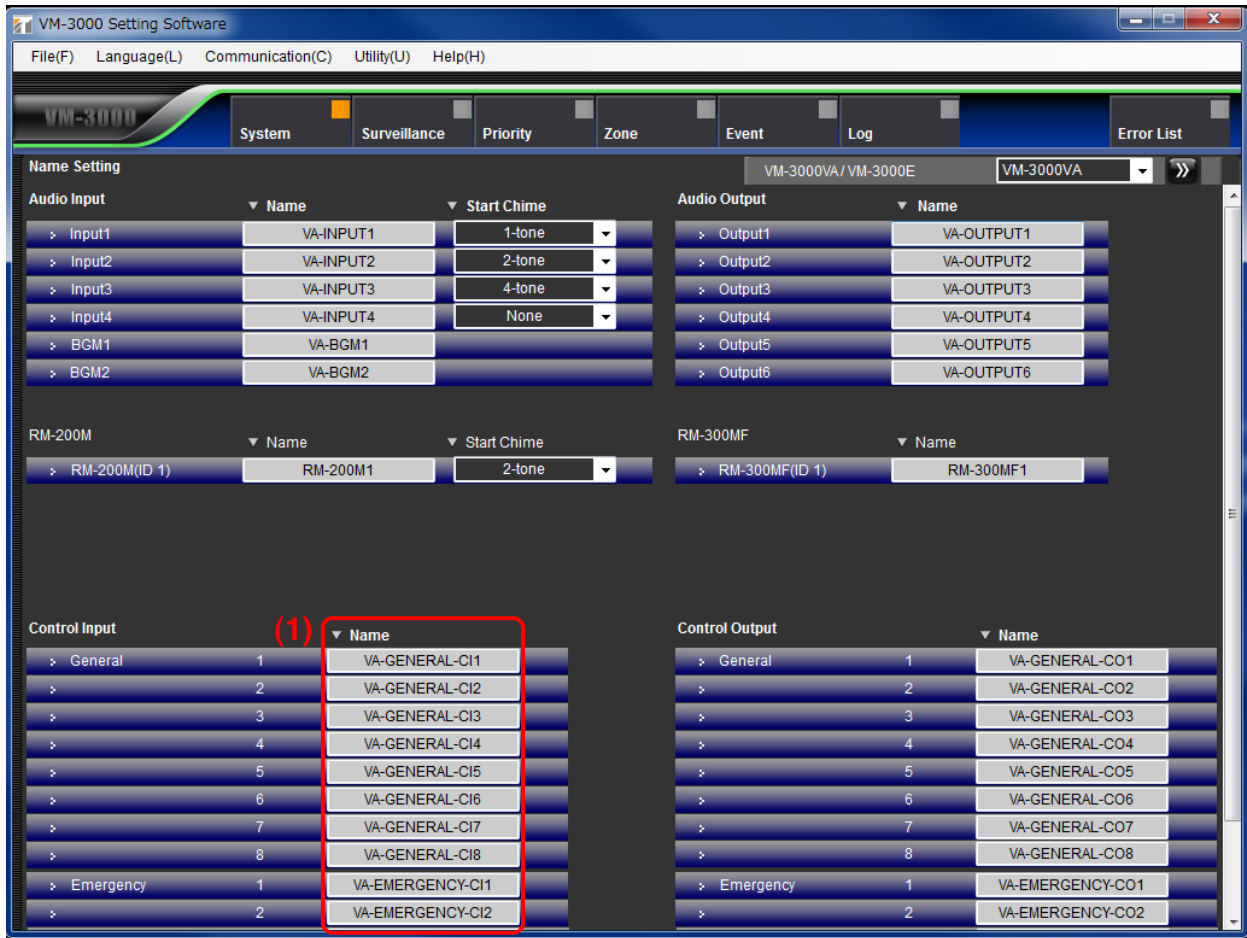 VM-3000 Setting Software
File(F) Language(L) Communication(C) Utility(U) Help(H)
VM-3000 System Surveillance Priority Zone Event Log Error List
Name Setting VM-3000VA / VM-3000E VM-3000VA
Audio Input Name Start Chime Audio Output Name
Input1 VA-INPUT1 1-tone Output1 VA-OUTPUT1
Input2 VA-INPUT2 2-tone Output2 VA-OUTPUT2
Input3 VA-INPUT3 4-tone Output3 VA-OUTPUT3
Input4 VA-INPUT4 None Output4 VA-OUTPUT4
BGM1 VA-BGM1 Output5 VA-OUTPUT5
BGM2 VA-BGM2 Output6 VA-OUTPUT6
RM-200M Name Start Chime RM-300MF Name
RM-200M(ID 1) RM-200M1 2-tone RM-300MF(ID 1) RM-300MF1
Control Input (1) Name Control Output Name
General 1 VA-GENERAL-CI1 General 1 VA-GENERAL-CO1
2 VA-GENERAL-CI2 2 VA-GENERAL-CO2
3 VA-GENERAL-CI3 3 VA-GENERAL-CO3
4 VA-GENERAL-CI4 4 VA-GENERAL-CO4
5 VA-GENERAL-CI5 5 VA-GENERAL-CO5
6 VA-GENERAL-CI6 6 VA-GENERAL-CO6
7 VA-GENERAL-CI7 7 VA-GENERAL-CO7
8 VA-GENERAL-CI8 8 VA-GENERAL-CO8
Emergency 1 VA-EMERGENCY-CI1 Emergency 1 VA-EMERGENCY-CO1
2 VA-EMERGENCY-CI2 2 VA-EMERGENCY-CO2